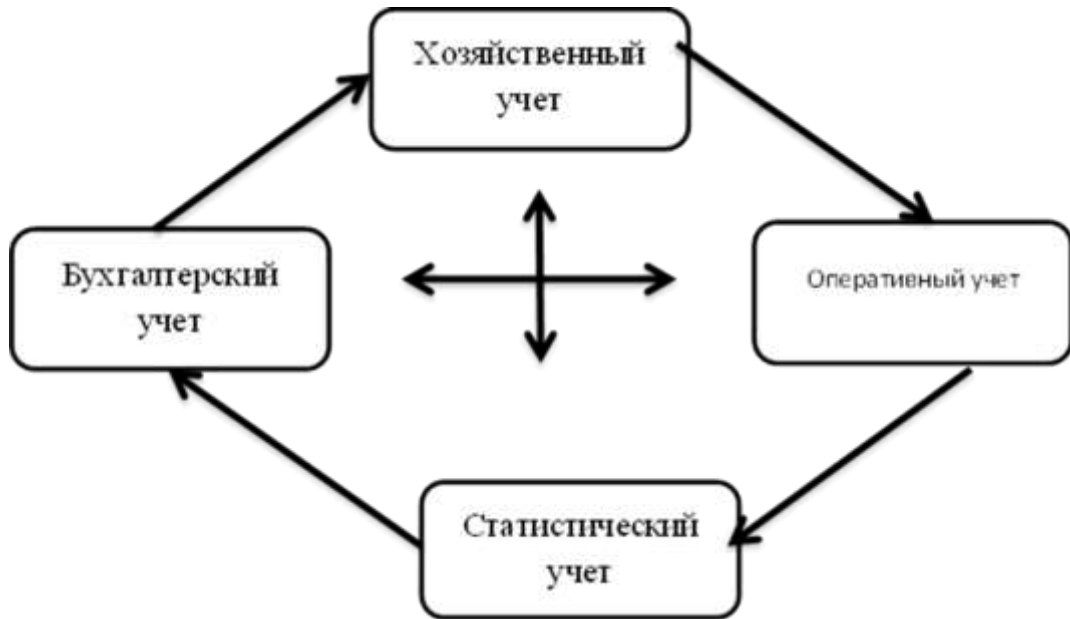 Хозяйственный
учет
Бухгалтерский
учет
Оперативный учет
Статистический
учет